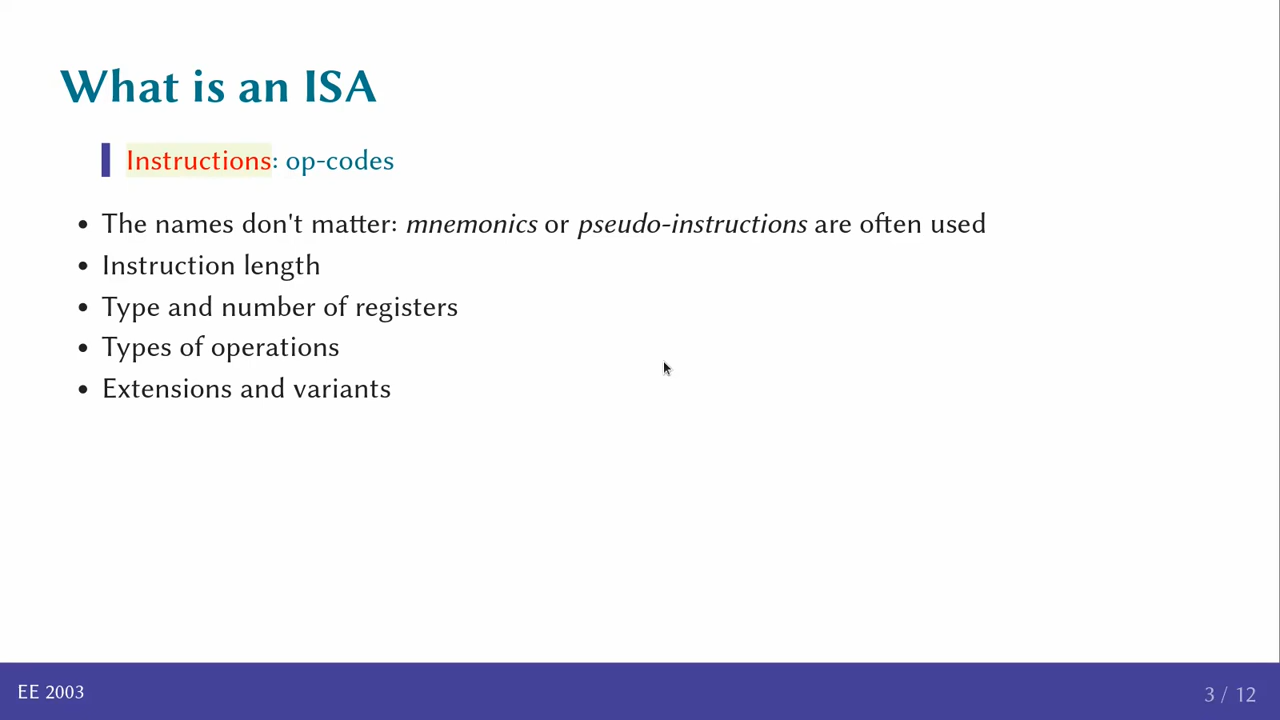 What is an ISA
Instructions: op-codes
• The names don't matter: mnemonics or pseudo-instructions are often used
• Instruction length
• Type and number of registers
• Types of operations
• Extensions and variants
EE 2003
3 / 12